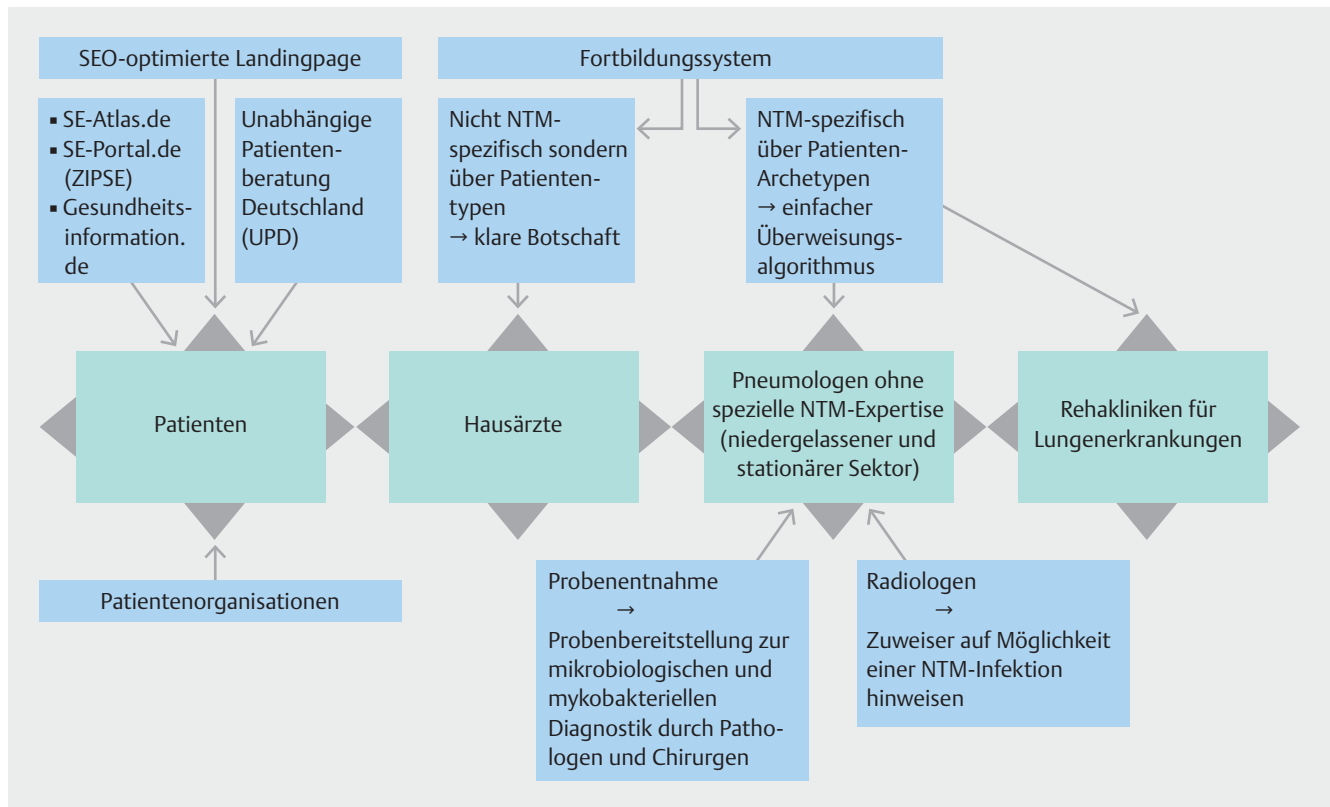 SEO-optimierte Landingpage
Fortbildungssystem
▪ SE-Atlas.de
▪ SE-Portal.de
(ZIPSE)
▪ Gesundheits-
information.
de
Unabhängige
Patienten-
beratung
Deutschland
(UPD)
Nicht NTM-
spezifisch sondern
über Patienten-
typen
→ klare Botschaft
NTM-spezifisch
über Patienten-
Archetypen
→ einfacher
Überweisungs-
algorithmus
Patienten
Hausärzte
Pneumologen ohne
spezielle NTM-Expertise
(niedergelassener und
stationärer Sektor)
Rehakliniken für
Lungenerkrankungen
Patientenorganisationen
Probenentnahme
→
Probenbereitstellung zur
mikrobiologischen und
mykobakteriellen
Diagnostik durch Patho-
logen und Chirurgen
Radiologen
→
Zuweiser auf Möglichkeit
einer NTM-Infektion
hinweisen